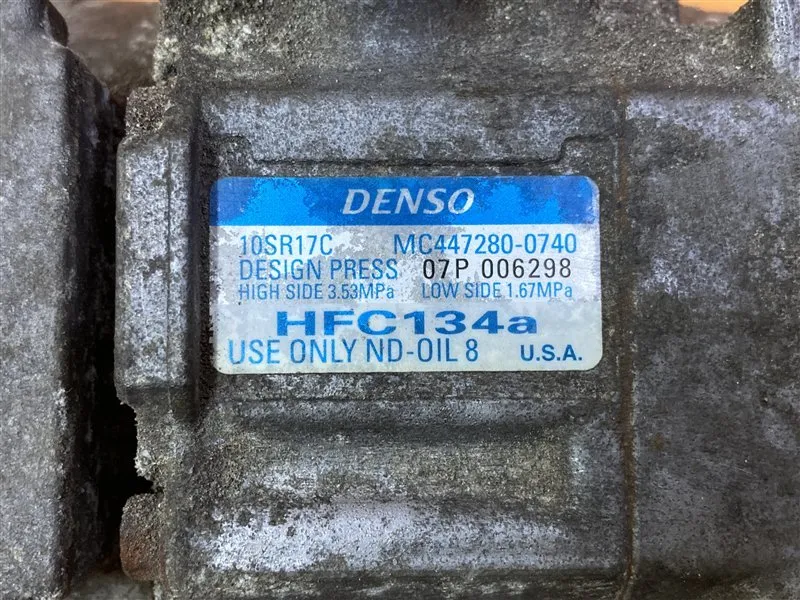 DENSO
10SR17C MC447280-0740
DESIGN PRESS 07P 006298
HIGH SIDE 3.53MPa LOW SIDE 1.67MPa
HFC134a
USE ONLY ND-OIL 8 U.S.A.